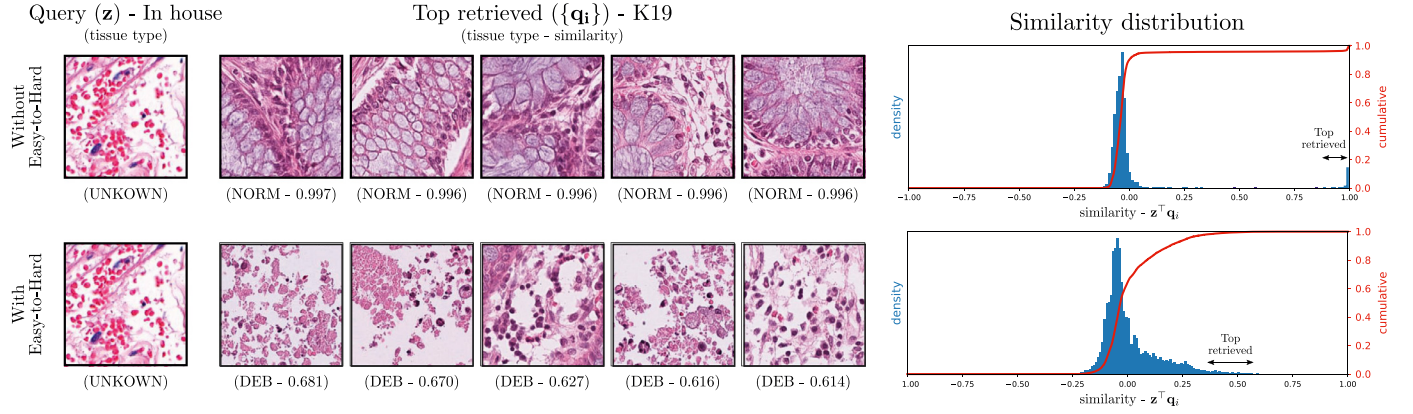 Query (z) - In house
(tissue type)
Top retrieved ({q_i}) - K19
(tissue type - similarity)
Similarity distribution
Without
Easy-to-Hard
(UNKOWN)
(NORM - 0.997)
(NORM - 0.996)
(NORM - 0.996)
(NORM - 0.996)
(NORM - 0.996)
density
Top
retrieved
1.0
0.8
0.6
0.4
0.2
0.0
cumulative
−1.00
−0.75
−0.50
−0.25
0.00
0.25
0.50
0.75
1.00
similarity - z⊤q_i
With
Easy-to-Hard
(UNKOWN)
(DEB - 0.681)
(DEB - 0.670)
(DEB - 0.627)
(DEB - 0.616)
(DEB - 0.614)
density
Top
retrieved
1.0
0.8
0.6
0.4
0.2
0.0
cumulative
−1.00
−0.75
−0.50
−0.25
0.00
0.25
0.50
0.75
1.00
similarity - z⊤q_i